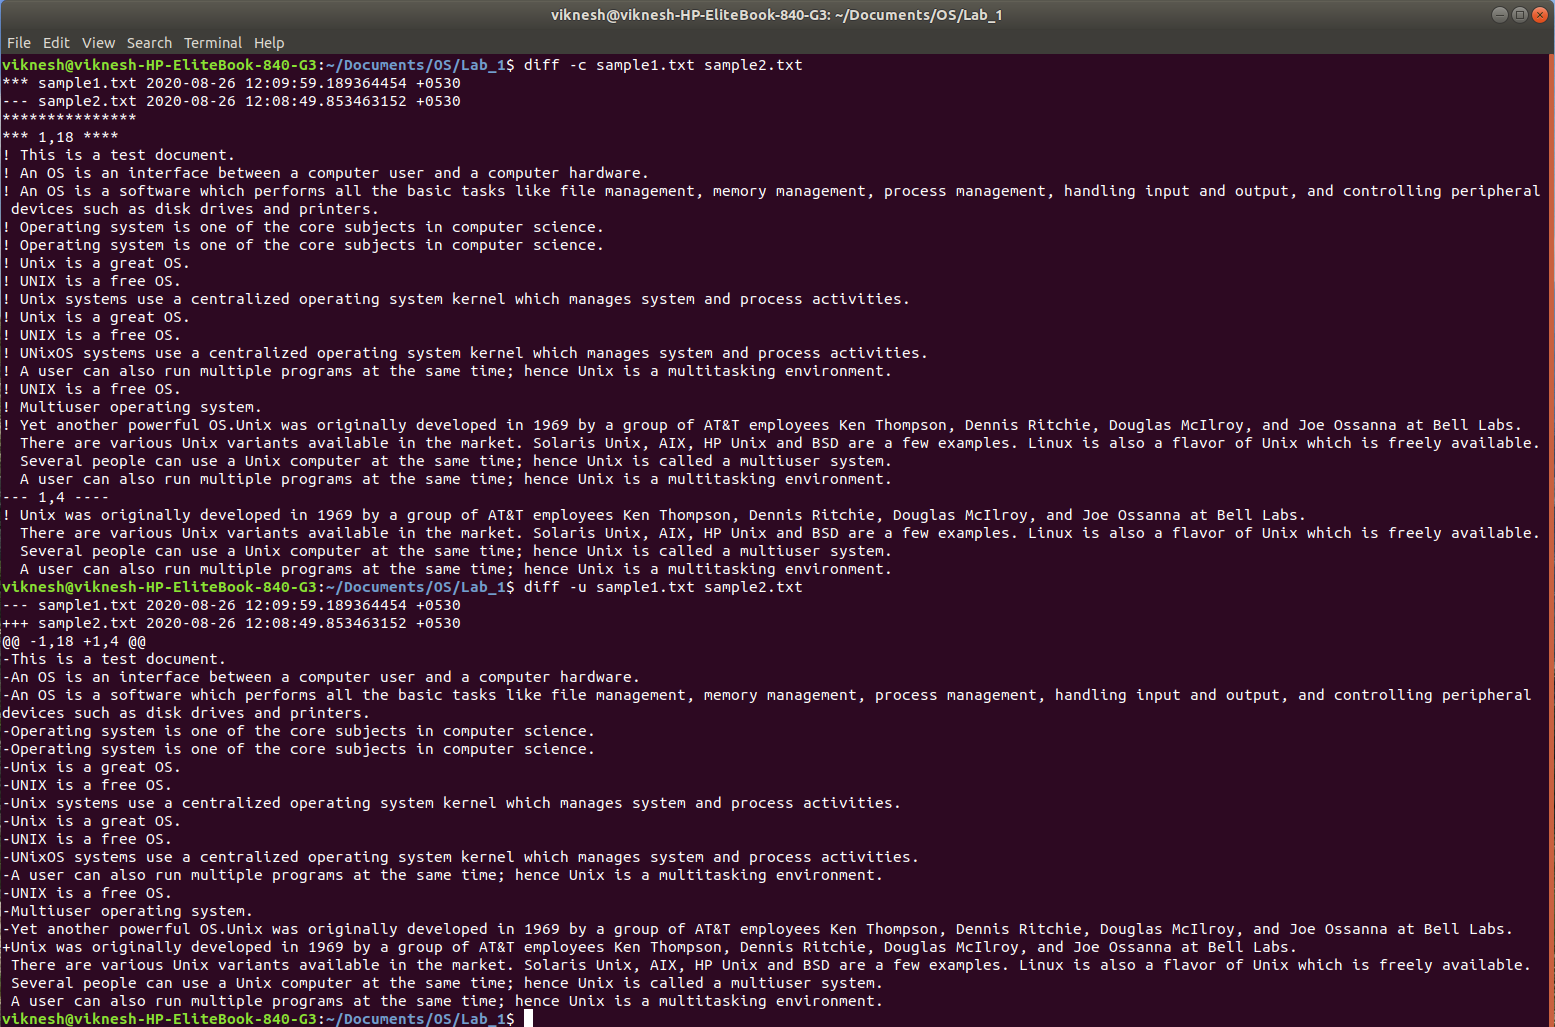 viknesh@viknesh-HP-EliteBook-840-G3: ~/Documents/OS/Lab_1
File Edit View Search Terminal Help
viknesh@viknesh-HP-EliteBook-840-G3:~/Documents/OS/Lab_1$ diff -c sample1.txt sample2.txt
*** sample1.txt 2020-08-26 12:09:59.189364454 +0530
--- sample2.txt 2020-08-26 12:08:49.853463152 +0530
***************
*** 1,18 ****
! This is a test document.
! An OS is an interface between a computer user and a computer hardware.
! An OS is a software which performs all the basic tasks like file management, memory management, process management, handling input and output, and controlling peripheral
 devices such as disk drives and printers.
! Operating system is one of the core subjects in computer science.
! Operating system is one of the core subjects in computer science.
! Unix is a great OS.
! UNIX is a free OS.
! Unix systems use a centralized operating system kernel which manages system and process activities.
! Unix is a great OS.
! UNIX is a free OS.
! UNixOS systems use a centralized operating system kernel which manages system and process activities.
! A user can also run multiple programs at the same time; hence Unix is a multitasking environment.
! UNIX is a free OS.
! Multiuser operating system.
! Yet another powerful OS.Unix was originally developed in 1969 by a group of AT&T employees Ken Thompson, Dennis Ritchie, Douglas McIlroy, and Joe Ossanna at Bell Labs.
  There are various Unix variants available in the market. Solaris Unix, AIX, HP Unix and BSD are a few examples. Linux is also a flavor of Unix which is freely available.
  Several people can use a Unix computer at the same time; hence Unix is called a multiuser system.
  A user can also run multiple programs at the same time; hence Unix is a multitasking environment.
--- 1,4 ----
! Unix was originally developed in 1969 by a group of AT&T employees Ken Thompson, Dennis Ritchie, Douglas McIlroy, and Joe Ossanna at Bell Labs.
  There are various Unix variants available in the market. Solaris Unix, AIX, HP Unix and BSD are a few examples. Linux is also a flavor of Unix which is freely available.
  Several people can use a Unix computer at the same time; hence Unix is called a multiuser system.
  A user can also run multiple programs at the same time; hence Unix is a multitasking environment.
viknesh@viknesh-HP-EliteBook-840-G3:~/Documents/OS/Lab_1$ diff -u sample1.txt sample2.txt
--- sample1.txt 2020-08-26 12:09:59.189364454 +0530
+++ sample2.txt 2020-08-26 12:08:49.853463152 +0530
@@ -1,18 +1,4 @@
-This is a test document.
-An OS is an interface between a computer user and a computer hardware.
-An OS is a software which performs all the basic tasks like file management, memory management, process management, handling input and output, and controlling peripheral
devices such as disk drives and printers.
-Operating system is one of the core subjects in computer science.
-Operating system is one of the core subjects in computer science.
-Unix is a great OS.
-UNIX is a free OS.
-Unix systems use a centralized operating system kernel which manages system and process activities.
-Unix is a great OS.
-UNIX is a free OS.
-UNixOS systems use a centralized operating system kernel which manages system and process activities.
-A user can also run multiple programs at the same time; hence Unix is a multitasking environment.
-UNIX is a free OS.
-Multiuser operating system.
-Yet another powerful OS.Unix was originally developed in 1969 by a group of AT&T employees Ken Thompson, Dennis Ritchie, Douglas McIlroy, and Joe Ossanna at Bell Labs.
+Unix was originally developed in 1969 by a group of AT&T employees Ken Thompson, Dennis Ritchie, Douglas McIlroy, and Joe Ossanna at Bell Labs.
 There are various Unix variants available in the market. Solaris Unix, AIX, HP Unix and BSD are a few examples. Linux is also a flavor of Unix which is freely available.
 Several people can use a Unix computer at the same time; hence Unix is called a multiuser system.
 A user can also run multiple programs at the same time; hence Unix is a multitasking environment.
viknesh@viknesh-HP-EliteBook-840-G3:~/Documents/OS/Lab_1$